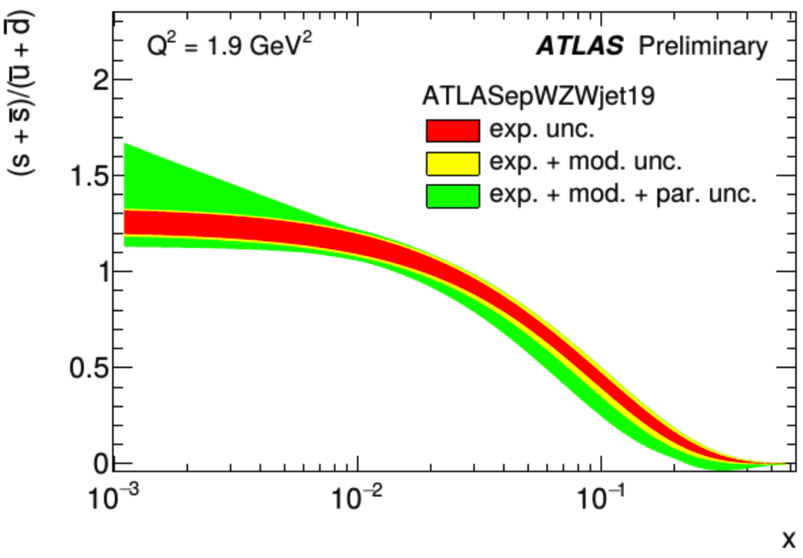 (s + s̅)/(u̅ + d̅)
Q² = 1.9 GeV²
ATLAS Preliminary
ATLASepWZWjet19
exp. unc.
exp. + mod. unc.
exp. + mod. + par. unc.
2
1.5
1
0.5
0
10⁻³ 10⁻² 10⁻¹
x